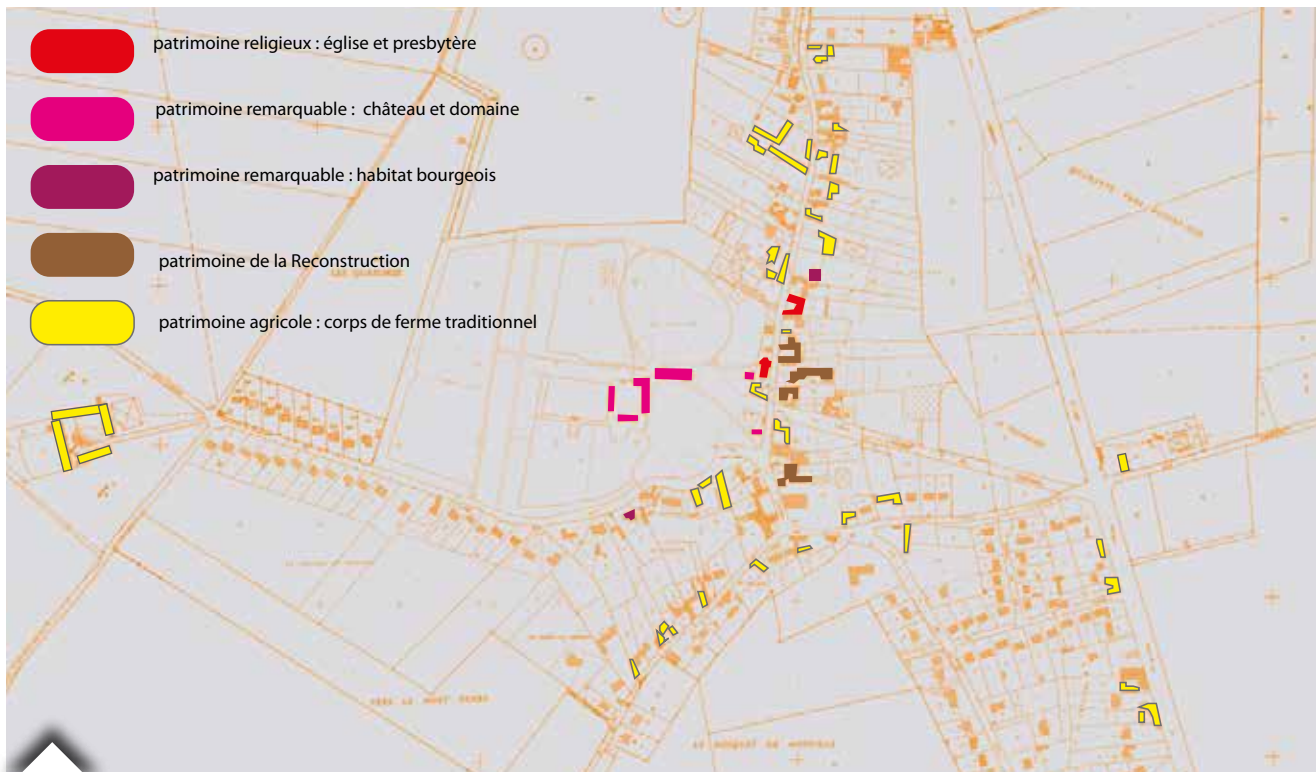 patrimoine religieux : église et presbytère
patrimoine remarquable : château et domaine
patrimoine remarquable : habitat bourgeois
patrimoine de la Reconstruction
patrimoine agricole : corps de ferme traditionnel